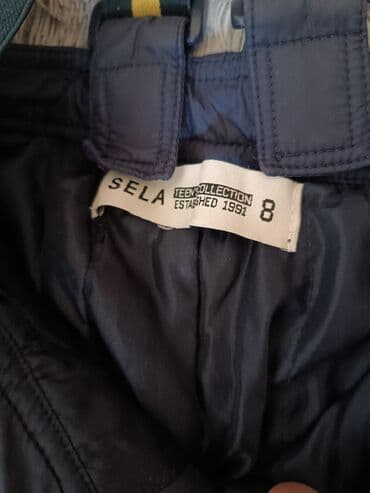 SELA
TEEN COLLECTION
ESTABLISHED 1991
8